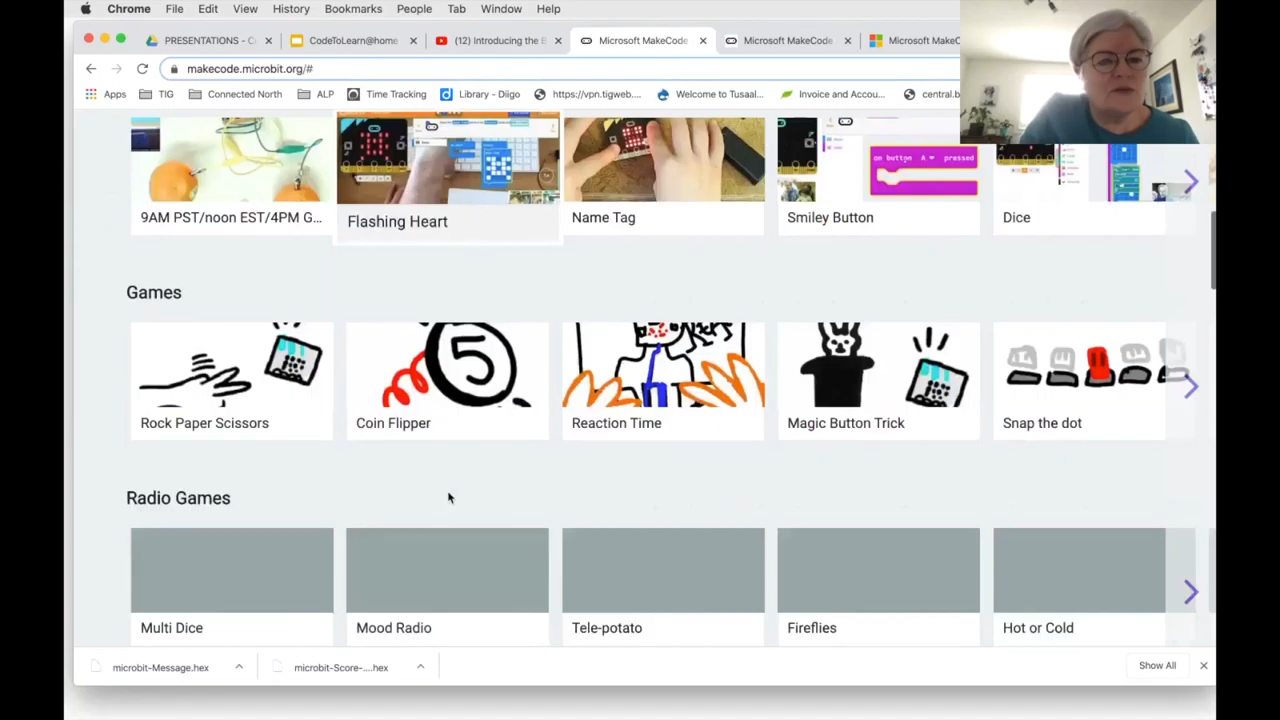 Chrome File Edit View History Bookmarks People Tab Window Help
PRESENTATIONS - C CodeToLearn@home (12) Introducing the E Microsoft MakeCode Microsoft MakeCode Microsoft MakeC
makecode.microbit.org/#
Apps TIG Connected North ALP Time Tracking Library - Diigo https://vpn.tigweb.... Welcome to Tusaal... Invoice and Accou... central.b
on button A pressed
9AM PST/noon EST/4PM G... Flashing Heart Name Tag Smiley Button Dice
Games
5
Rock Paper Scissors Coin Flipper Reaction Time Magic Button Trick Snap the dot
Radio Games
Multi Dice Mood Radio Tele-potato Fireflies Hot or Cold
microbit-Message.hex microbit-Score-....hex Show All